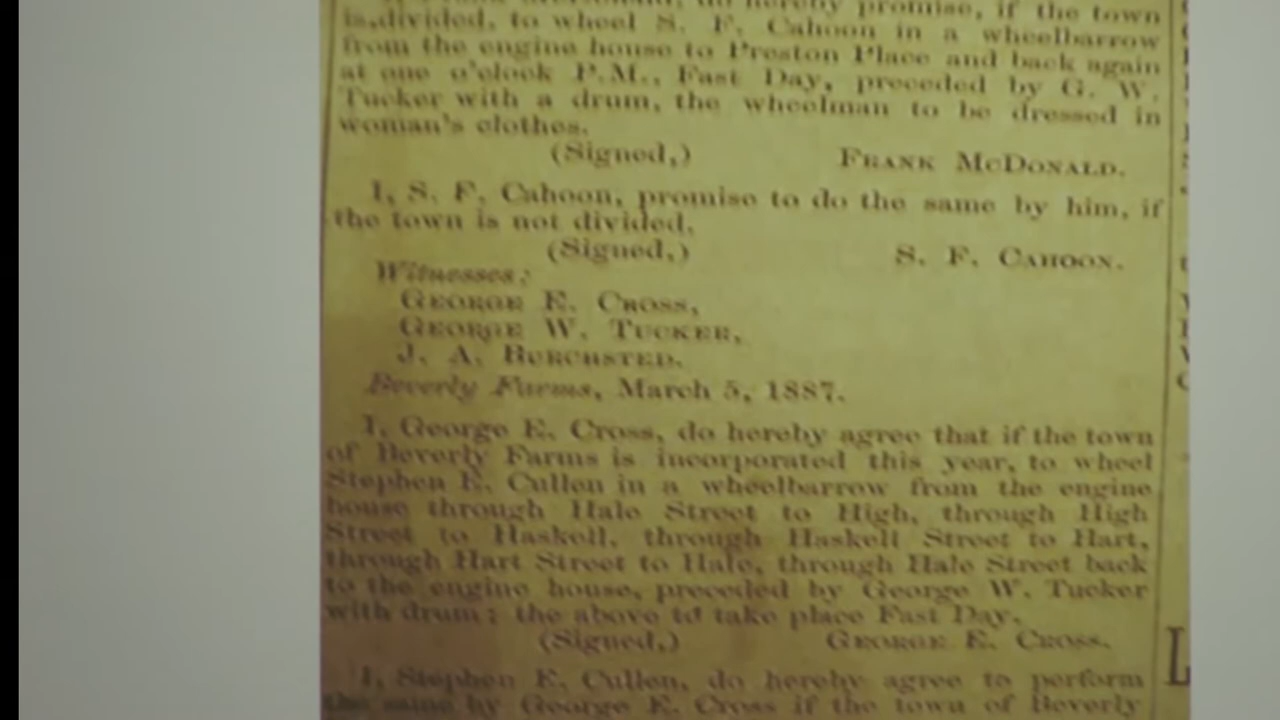 do hereby promise, if the town
is divided, to wheel S. F. Cahoon in a wheelbarrow
from the engine house to Preston Place and back again
at one o'clock P.M., Fast Day, preceded by G. W.
Tucker with a drum, the wheelman to be dressed in
woman's clothes.
(Signed,) FRANK MCDONALD.
I, S. F. Cahoon, promise to do the same by him, if
the town is not divided.
(Signed,) S. F. CAHOON.
Witnesses:
GEORGE E. CROSS,
GEORGE W. TUCKER,
J. A. BURCHSTED.
Beverly Farms, March 5, 1887.
I, George E. Cross, do hereby agree that if the town
of Beverly Farms is incorporated this year, to wheel
Stephen E. Cullen in a wheelbarrow from the engine
house through Hale Street to High, through High
Street to Haskell, through Haskell Street to Hart,
through Hart Street to Hale, through Hale Street back
to the engine house, preceded by George W. Tucker
with drum; the above to take place Fast Day.
(Signed,) GEORGE E. CROSS.
L
I, Stephen E. Cullen, do hereby agree to perform
the same by George E. Cross if the town of Beverly